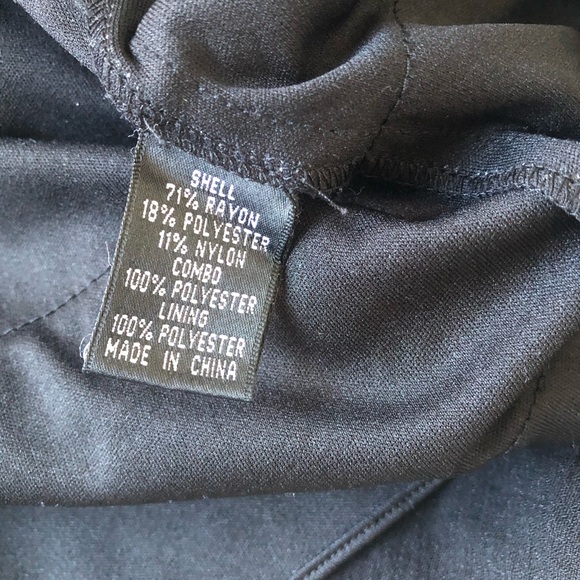 SHELL
71% RAYON
18% POLYESTER
11% NYLON
COMBO
100% POLYESTER
LINING
100% POLYESTER
MADE IN CHINA